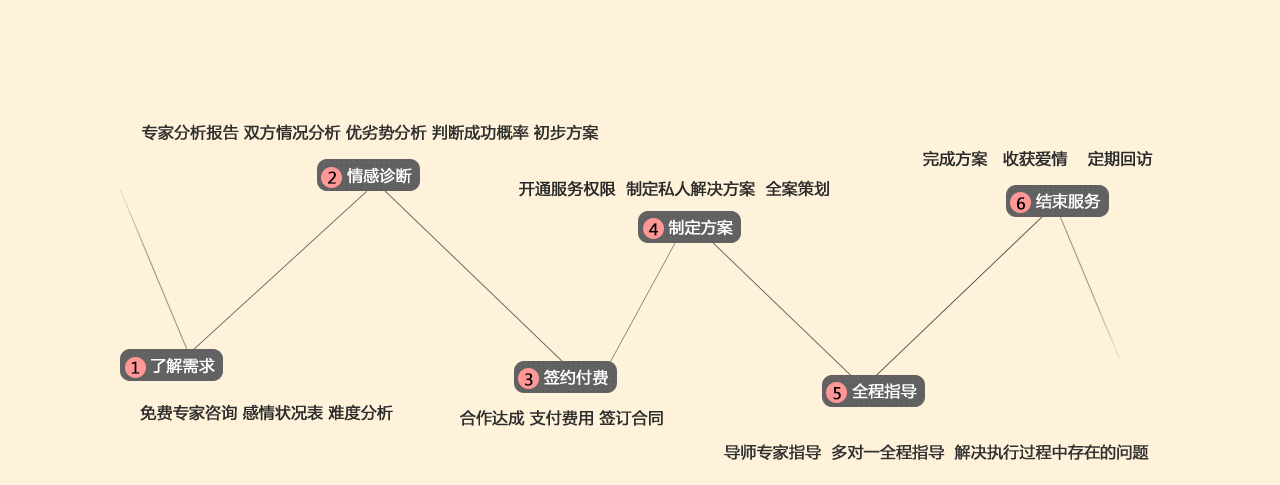 专家分析报告 双方情况分析 优劣势分析 判断成功概率 初步方案
2 情感诊断
完成方案 收获爱情 定期回访
6 结束服务
开通服务权限 制定私人解决方案 全案策划
4 制定方案
1 了解需求
免费专家咨询 感情状况表 难度分析
3 签约付费
合作达成 支付费用 签订合同
5 全程指导
导师专家指导 多对一全程指导 解决执行过程中存在的问题